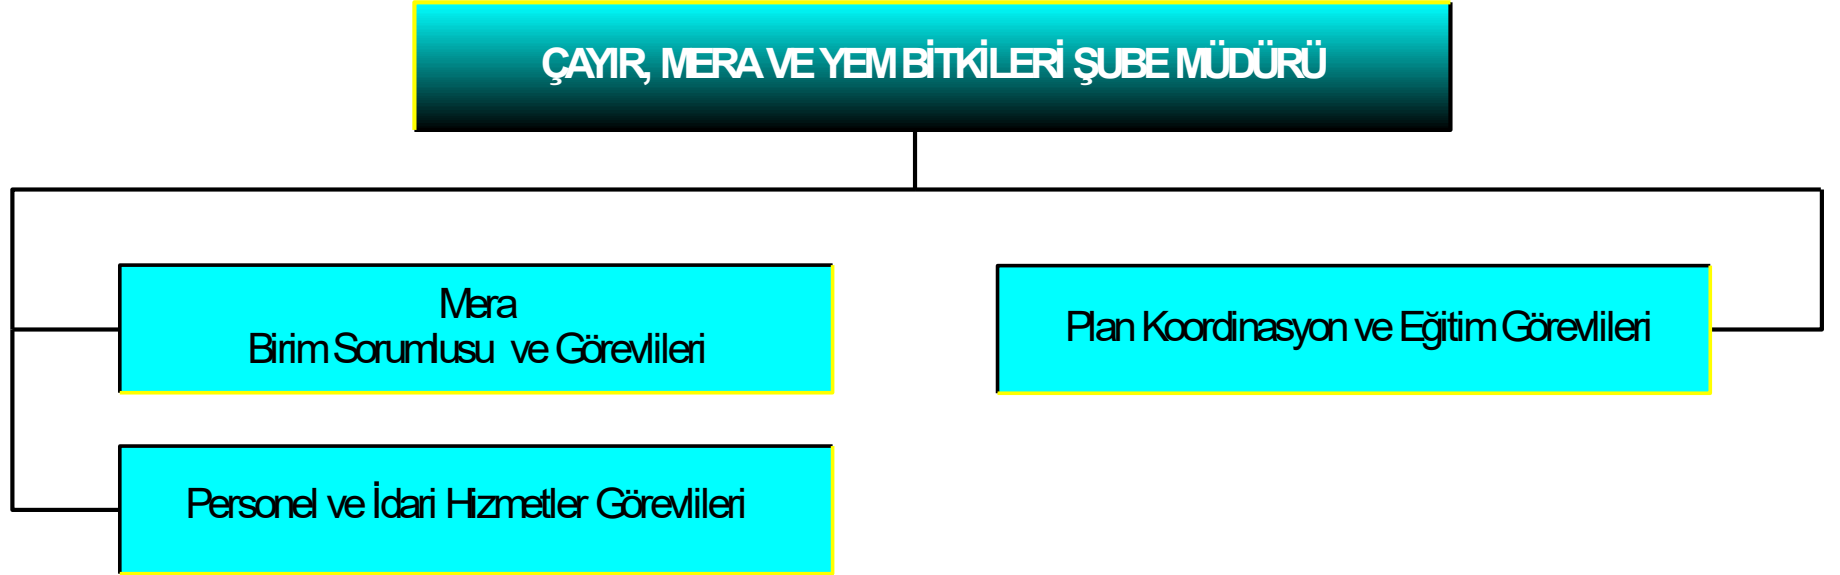 ÇAYIR, MERA VE YEM BİTKİLERİ ŞUBE MÜDÜRÜ
Mera
Birim Sorumlusu ve Görevlileri
Plan Koordinasyon ve Eğitim Görevlileri
Personel ve İdari Hizmetler Görevlileri